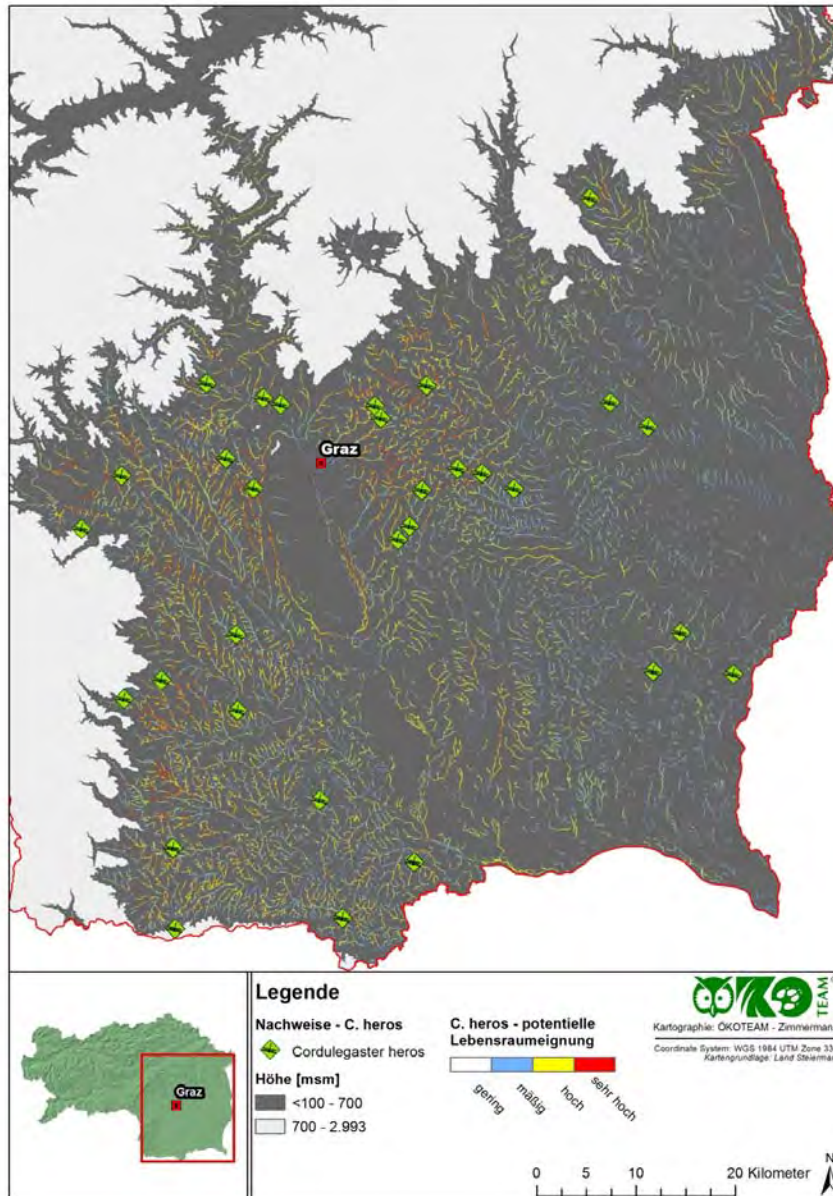 Graz
Legende
Nachweise - C. heros
Cordulegaster heros
Höhe [msm]
<100 - 700
700 - 2.993
C. heros - potentielle
Lebensraumeignung
gering
mäßig
hoch
sehr hoch
ÖKO
TEAM
Kartographie: ÖKOTEAM - Zimmerman
Coordinate System: WGS 1984 UTM Zone 33
Kartengrundlage: Land Steiermar
Graz
0 5 10 20 Kilometer
N